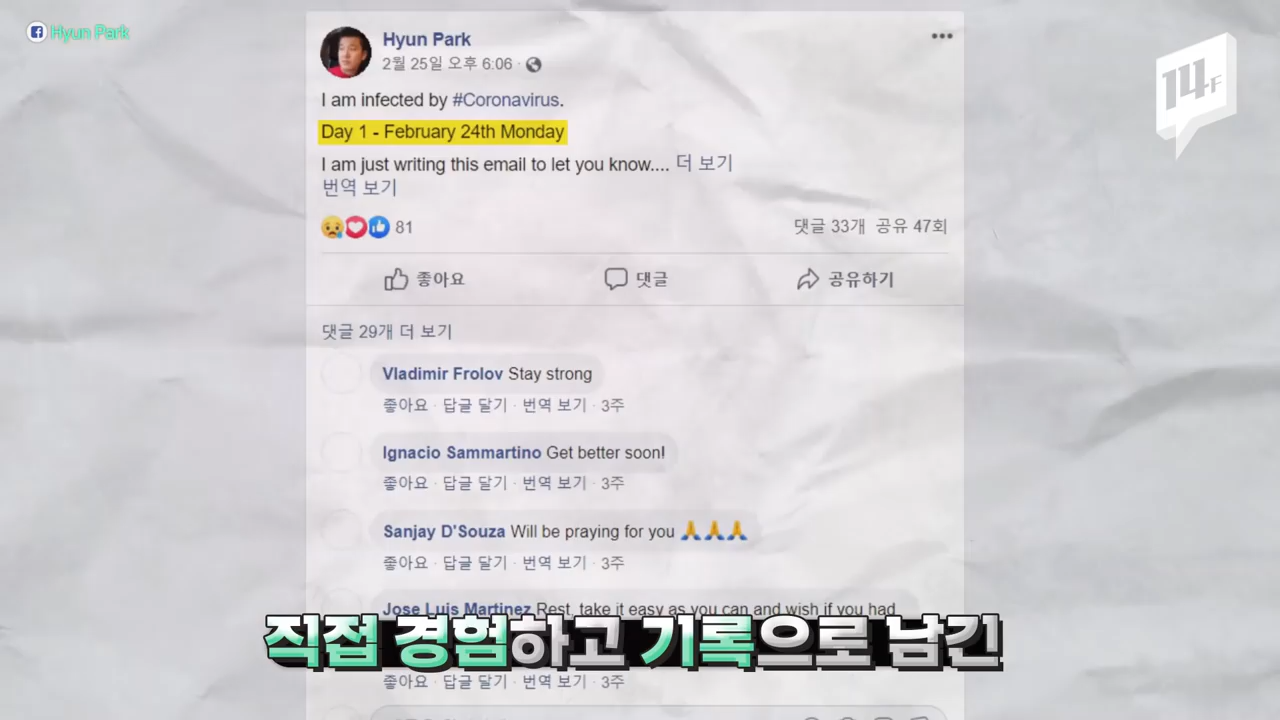 Hyun Park
14F
Hyun Park
2월 25일 오후 6:06 ·
I am infected by #Coronavirus.
Day 1 - February 24th Monday
I am just writing this email to let you know.... 더 보기
번역 보기
81
댓글 33개 공유 47회
좋아요 댓글 공유하기
댓글 29개 더 보기
Vladimir Frolov Stay strong
좋아요 · 답글 달기 · 번역 보기 · 3주
Ignacio Sammartino Get better soon!
좋아요 · 답글 달기 · 번역 보기 · 3주
Sanjay D'Souza Will be praying for you 🙏🙏🙏
좋아요 · 답글 달기 · 번역 보기 · 3주
Jose Luis Martinez Rest, take it easy as you can and wish if you had
직접 경험하고 기록으로 남긴
좋아요 · 답글 달기 · 번역 보기 · 3주